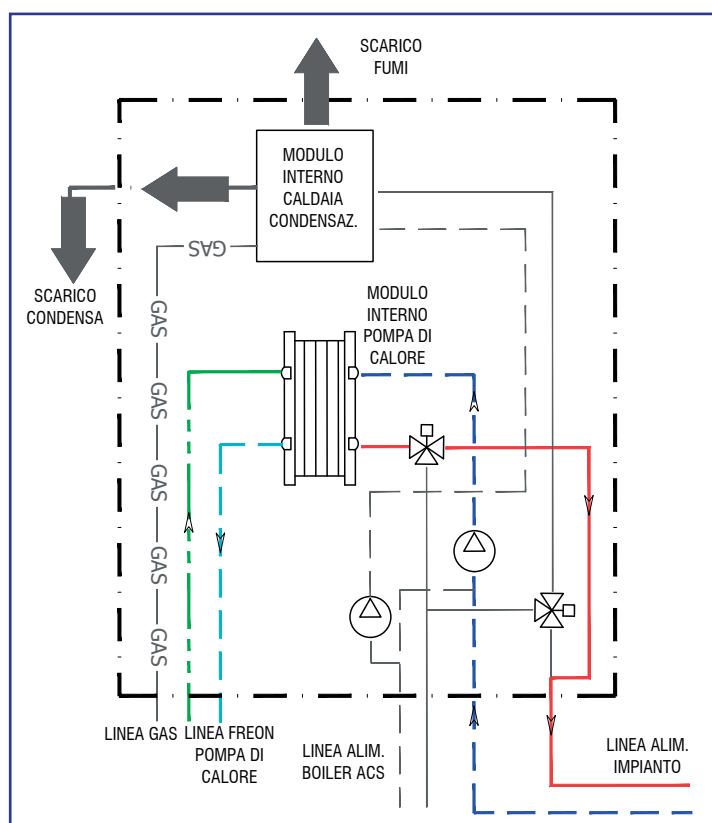 SCARICO
FUMI
MODULO
INTERNO
CALDAIA
CONDENSAZ.
GAS
SCARICO
CONDENSA
GAS
GAS
GAS
GAS
GAS
MODULO
INTERNO
POMPA DI
CALORE
LINEA GAS
LINEA FREON
POMPA DI
CALORE
LINEA ALIM.
BOILER ACS
LINEA ALIM.
IMPIANTO